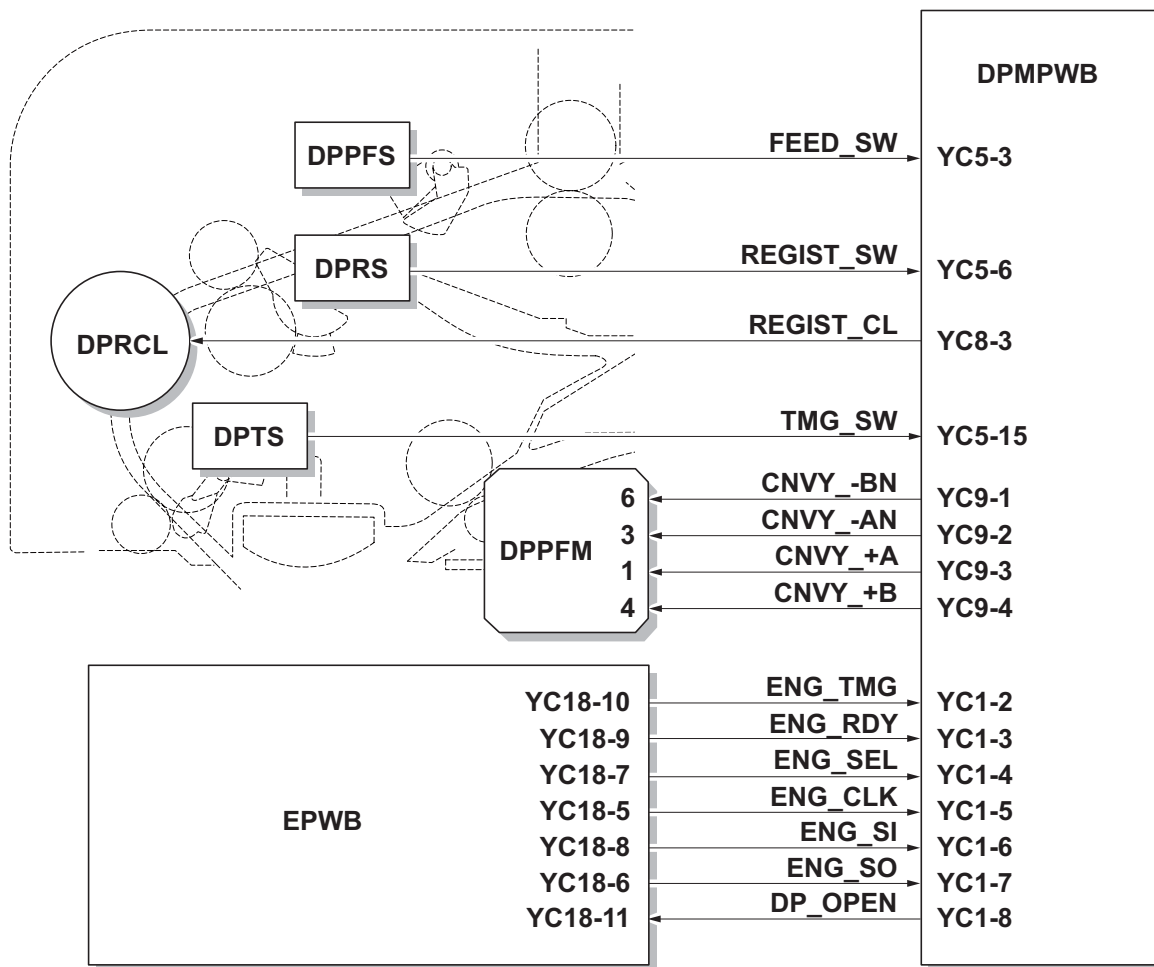 DPMPWB
DPPFS FEED_SW YC5-3
DPRS REGIST_SW YC5-6
REGIST_CL YC8-3
DPRCL
DPTS TMG_SW YC5-15
6 CNVY_-BN YC9-1
3 CNVY_-AN YC9-2
DPPFM
1 CNVY_+A YC9-3
4 CNVY_+B YC9-4
YC18-10 ENG_TMG YC1-2
YC18-9 ENG_RDY YC1-3
YC18-7 ENG_SEL YC1-4
EPWB
YC18-5 ENG_CLK YC1-5
YC18-8 ENG_SI YC1-6
YC18-6 ENG_SO YC1-7
YC18-11 DP_OPEN YC1-8